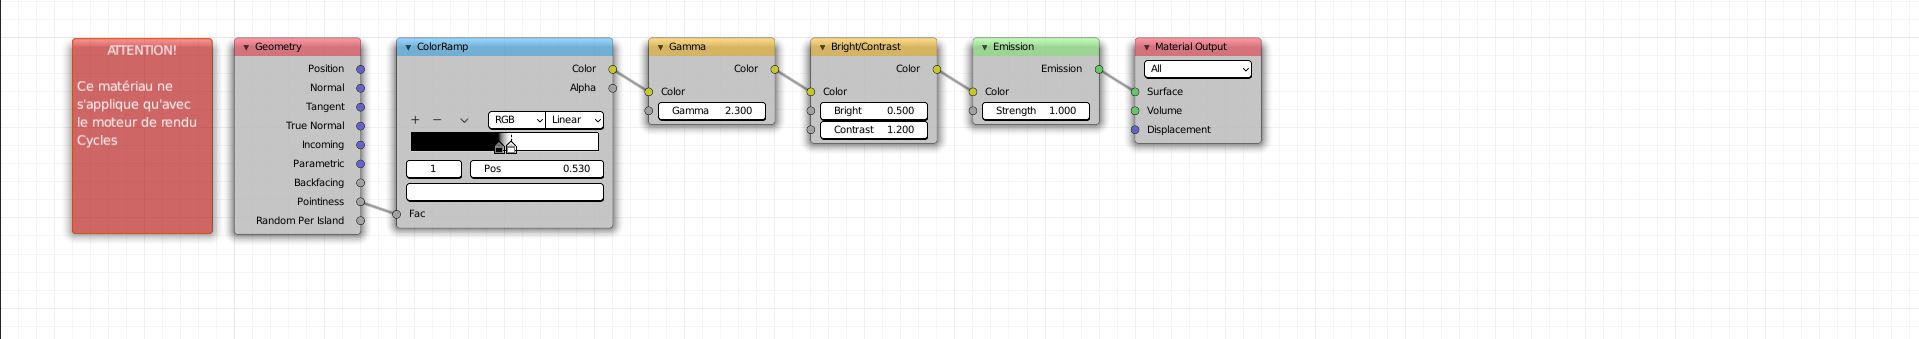 ATTENTION!
Ce matériau ne
s'applique qu'avec
le moteur de rendu
Cycles
Geometry
Position
Normal
Tangent
True Normal
Incoming
Parametric
Backfacing
Pointiness
Random Per Island
ColorRamp
Color
Alpha
+ − RGB Linear
1 Pos 0.530
Fac
Gamma
Color
Color
Gamma 2.300
Bright/Contrast
Color
Color
Bright 0.500
Contrast 1.200
Emission
Emission
Color
Strength 1.000
Material Output
All
Surface
Volume
Displacement